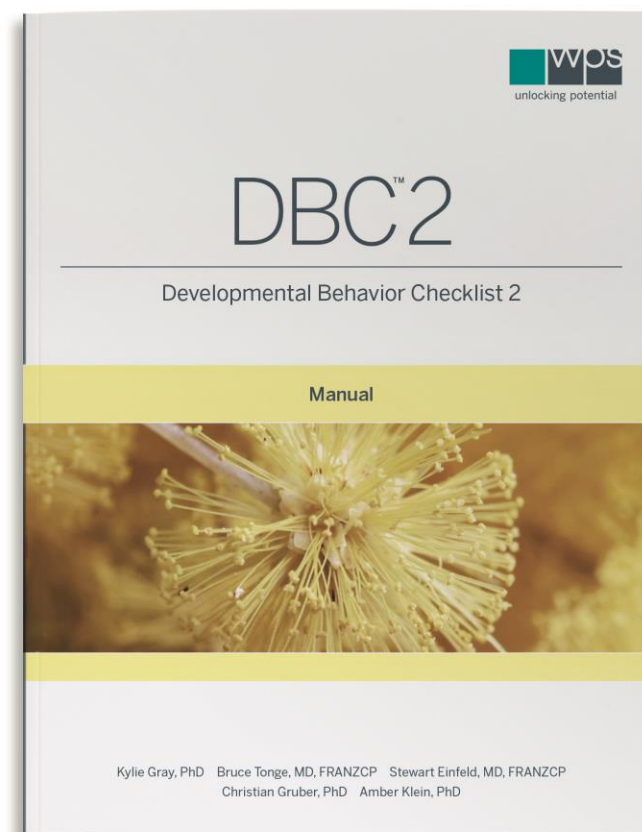 wps
unlocking potential
DBC™2
Developmental Behavior Checklist 2
Manual
Kylie Gray, PhD Bruce Tonge, MD, FRANZCP Stewart Einfeld, MD, FRANZCP
Christian Gruber, PhD Amber Klein, PhD